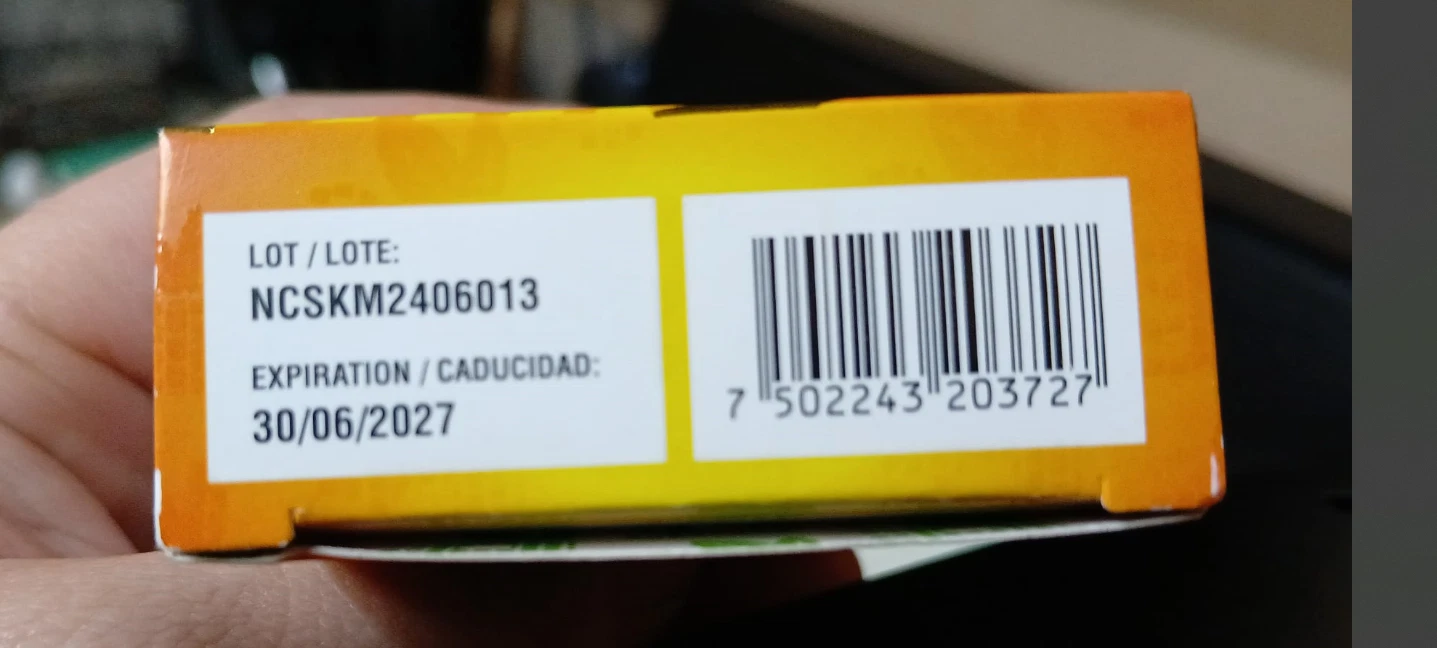 LOT / LOTE:
NCSKM2406013
EXPIRATION / CADUCIDAD:
30/06/2027
7 502243 203727